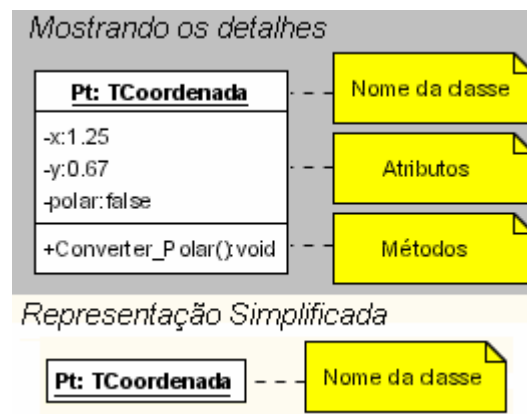 Mostrando os detalhes
Pt: TCoordenada
Nome da classe
-x:1.25
-y:0.67
-polar:false
Atributos
+Converter_Polar():void
Métodos
Representação Simplificada
Pt: TCoordenada
Nome da classe